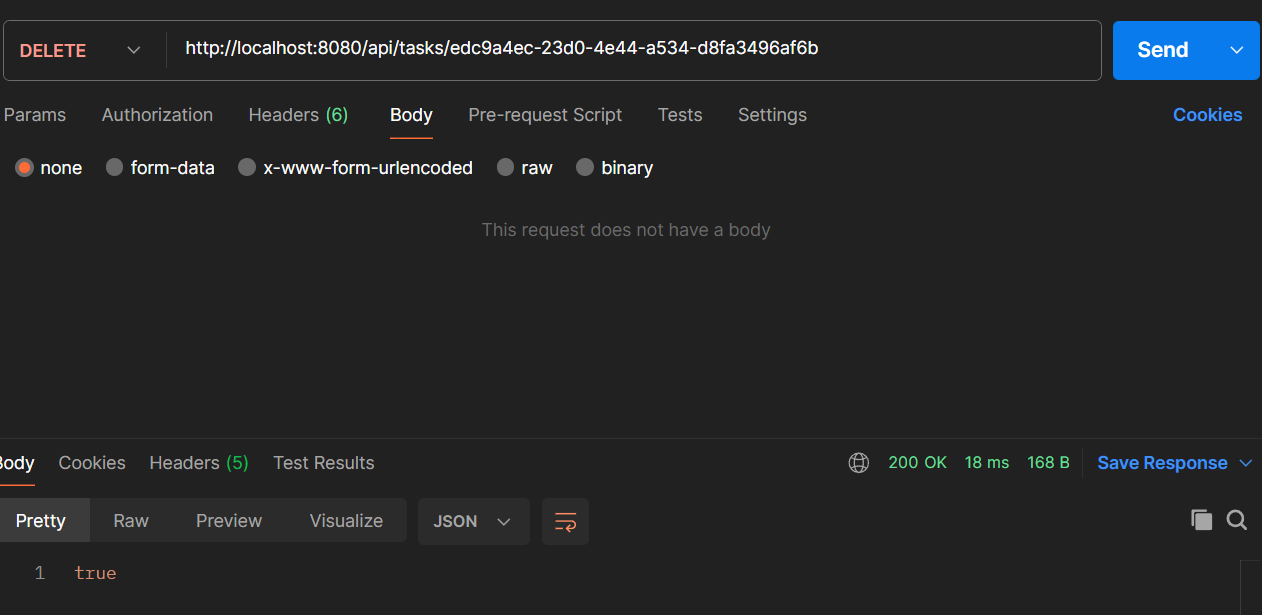 DELETE http://localhost:8080/api/tasks/edc9a4ec-23d0-4e44-a534-d8fa3496af6b Send
Params Authorization Headers (6) Body Pre-request Script Tests Settings Cookies
none form-data x-www-form-urlencoded raw binary
This request does not have a body
Body Cookies Headers (5) Test Results 200 OK 18 ms 168 B Save Response
Pretty Raw Preview Visualize JSON
1 true